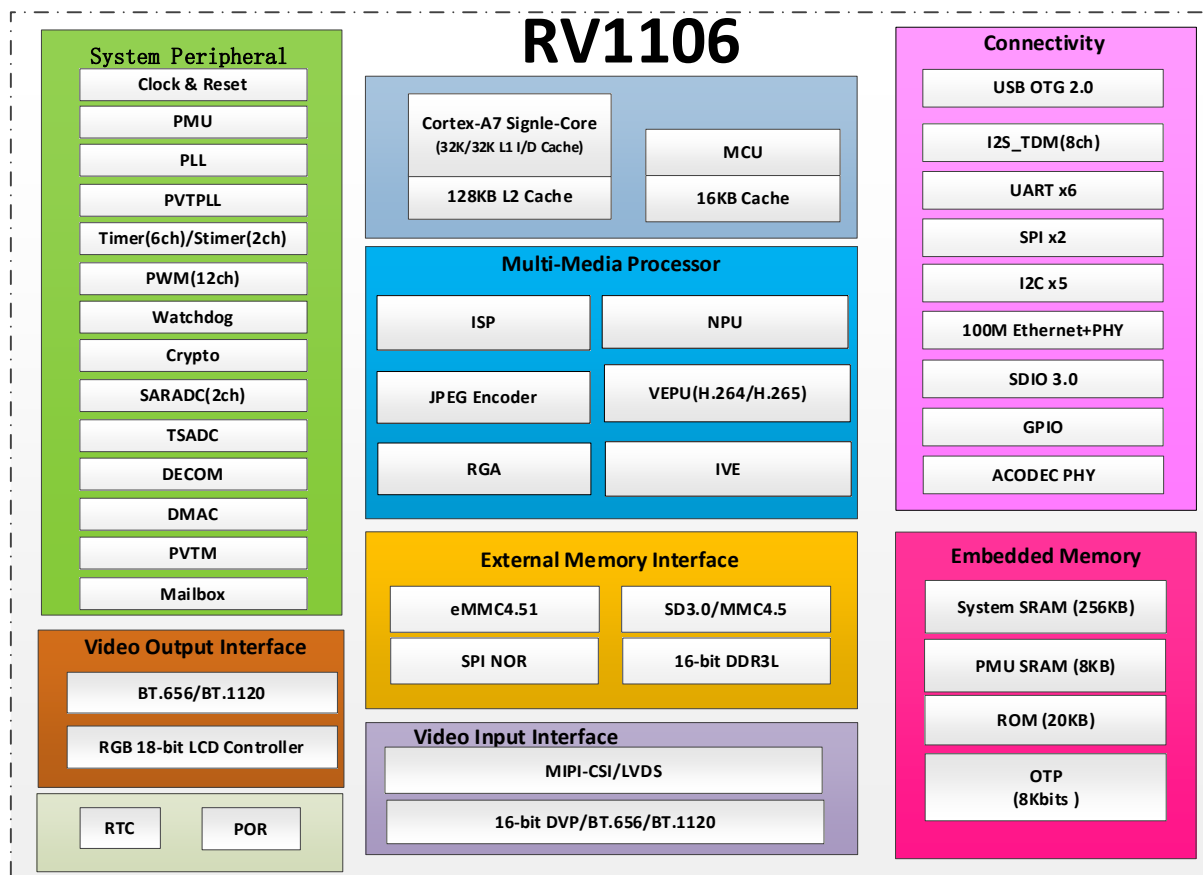 RV1106
System Peripheral
Clock & Reset
PMU
PLL
PVTPLL
Timer(6ch)/Stimer(2ch)
PWM(12ch)
Watchdog
Crypto
SARADC(2ch)
TSADC
DECOM
DMAC
PVTM
Mailbox
Video Output Interface
BT.656/BT.1120
RGB 18-bit LCD Controller
RTC
POR
Cortex-A7 Signle-Core
(32K/32K L1 I/D Cache)
128KB L2 Cache
MCU
16KB Cache
Multi-Media Processor
ISP
NPU
JPEG Encoder
VEPU(H.264/H.265)
RGA
IVE
External Memory Interface
eMMC4.51
SD3.0/MMC4.5
SPI NOR
16-bit DDR3L
Video Input Interface
MIPI-CSI/LVDS
16-bit DVP/BT.656/BT.1120
Connectivity
USB OTG 2.0
I2S_TDM(8ch)
UART x6
SPI x2
I2C x5
100M Ethernet+PHY
SDIO 3.0
GPIO
ACODEC PHY
Embedded Memory
System SRAM (256KB)
PMU SRAM (8KB)
ROM (20KB)
OTP
(8Kbits )